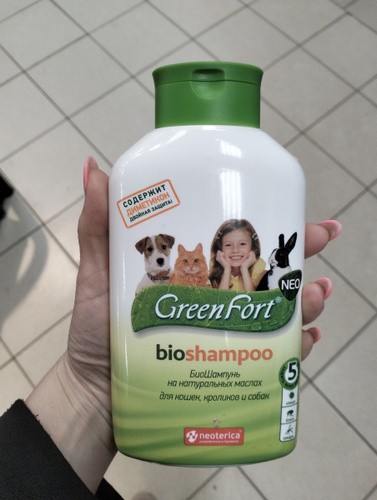 СОДЕРЖИТ
ДИМЕТИКОН
ДВОЙНАЯ ЗАЩИТА!
GreenFort®
NEO
bioshampoo
БиоШампунь
на натуральных маслах
для кошек, кроликов и собак
5
neoterica®